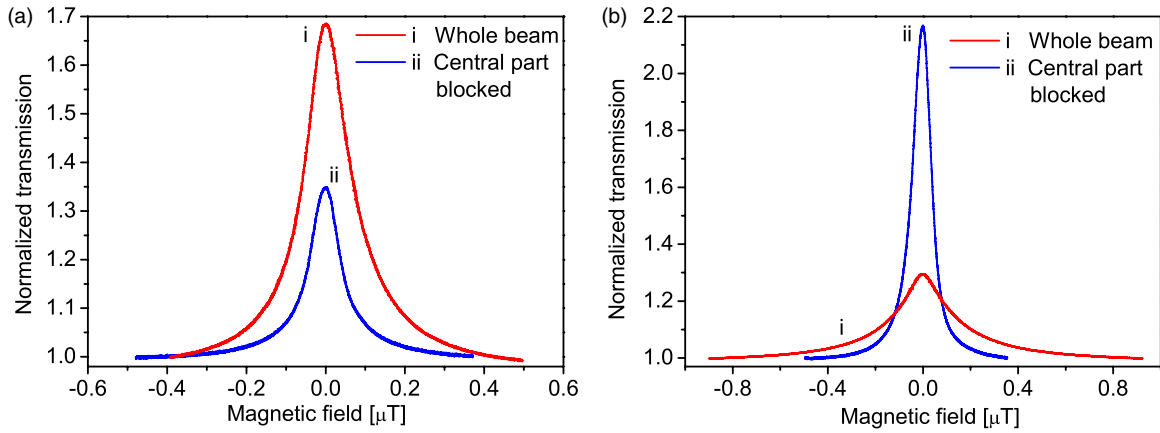 (a)
1.7
1.6
1.5
1.4
1.3
1.2
1.1
1.0
Normalized transmission
-0.6
-0.4
-0.2
0.0
0.2
0.4
0.6
Magnetic field [μT]
i
ii
i Whole beam
ii Central part
blocked
(b)
2.2
2.0
1.8
1.6
1.4
1.2
1.0
Normalized transmission
-0.8
-0.4
0.0
0.4
0.8
Magnetic field [μT]
ii
i
i Whole beam
ii Central part
blocked